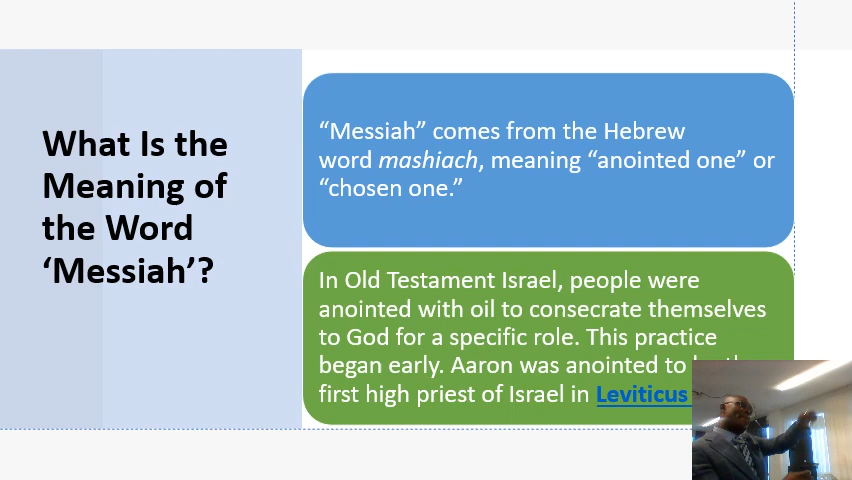 What Is the
Meaning of
the Word
‘Messiah’?
“Messiah” comes from the Hebrew
word mashiach, meaning “anointed one” or
“chosen one.”
In Old Testament Israel, people were
anointed with oil to consecrate themselves
to God for a specific role. This practice
began early. Aaron was anointed to
first high priest of Israel in Leviticus